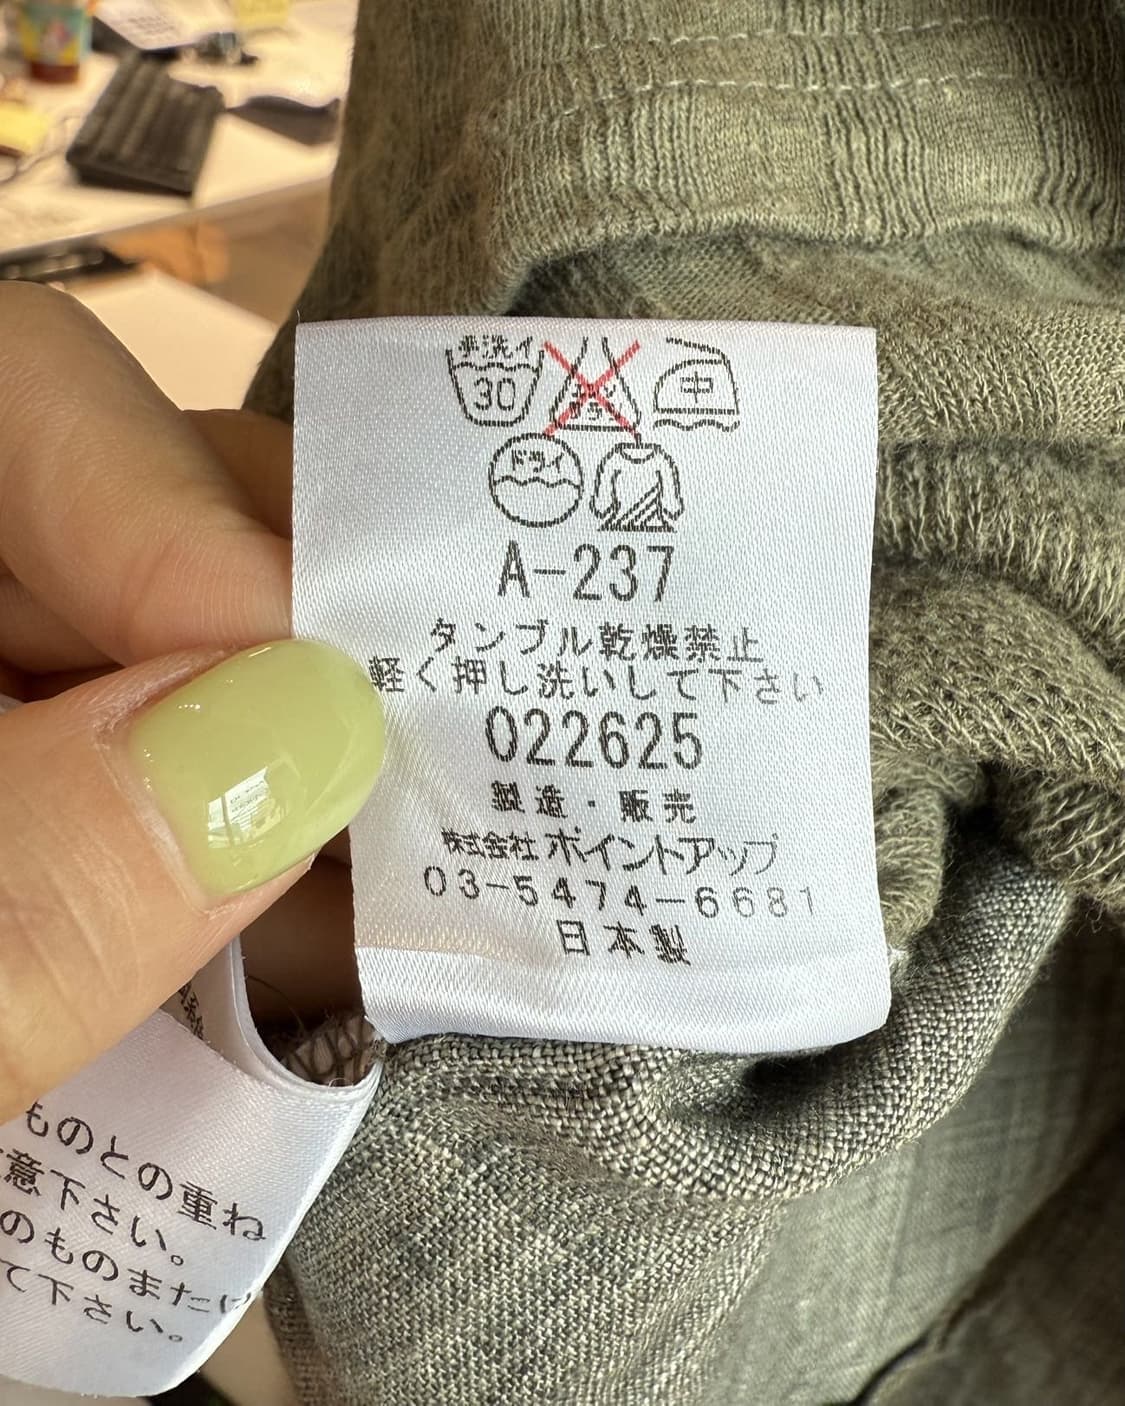 手洗イ
30
中
ドライ
A-237
タンブル乾燥禁止
軽く押し洗いして下さい
022625
製造・販売
株式会社ポイントアップ
03-5474-6681
日本製
ものとの重ね
意下さい。
のものまたは
て下さい。